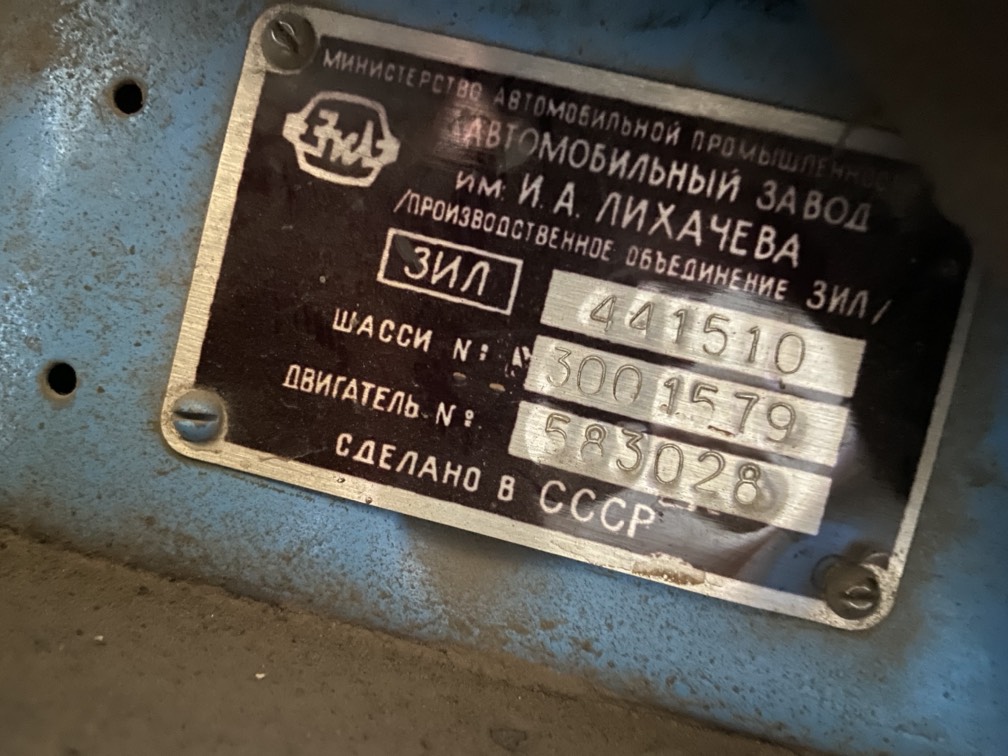 МИНИСТЕРСТВО АВТОМОБИЛЬНОЙ ПРОМЫШЛЕННОСТ
ЗИЛ
АВТОМОБИЛЬНЫЙ ЗАВОД
ИМ. И. А. ЛИХАЧЕВА
/ПРОИЗВОДСТВЕННОЕ ОБЪЕДИНЕНИЕ ЗИЛ/
ЗИЛ 441510
ШАССИ №: 3001579
ДВИГАТЕЛЬ №: 583028
СДЕЛАНО В СССР